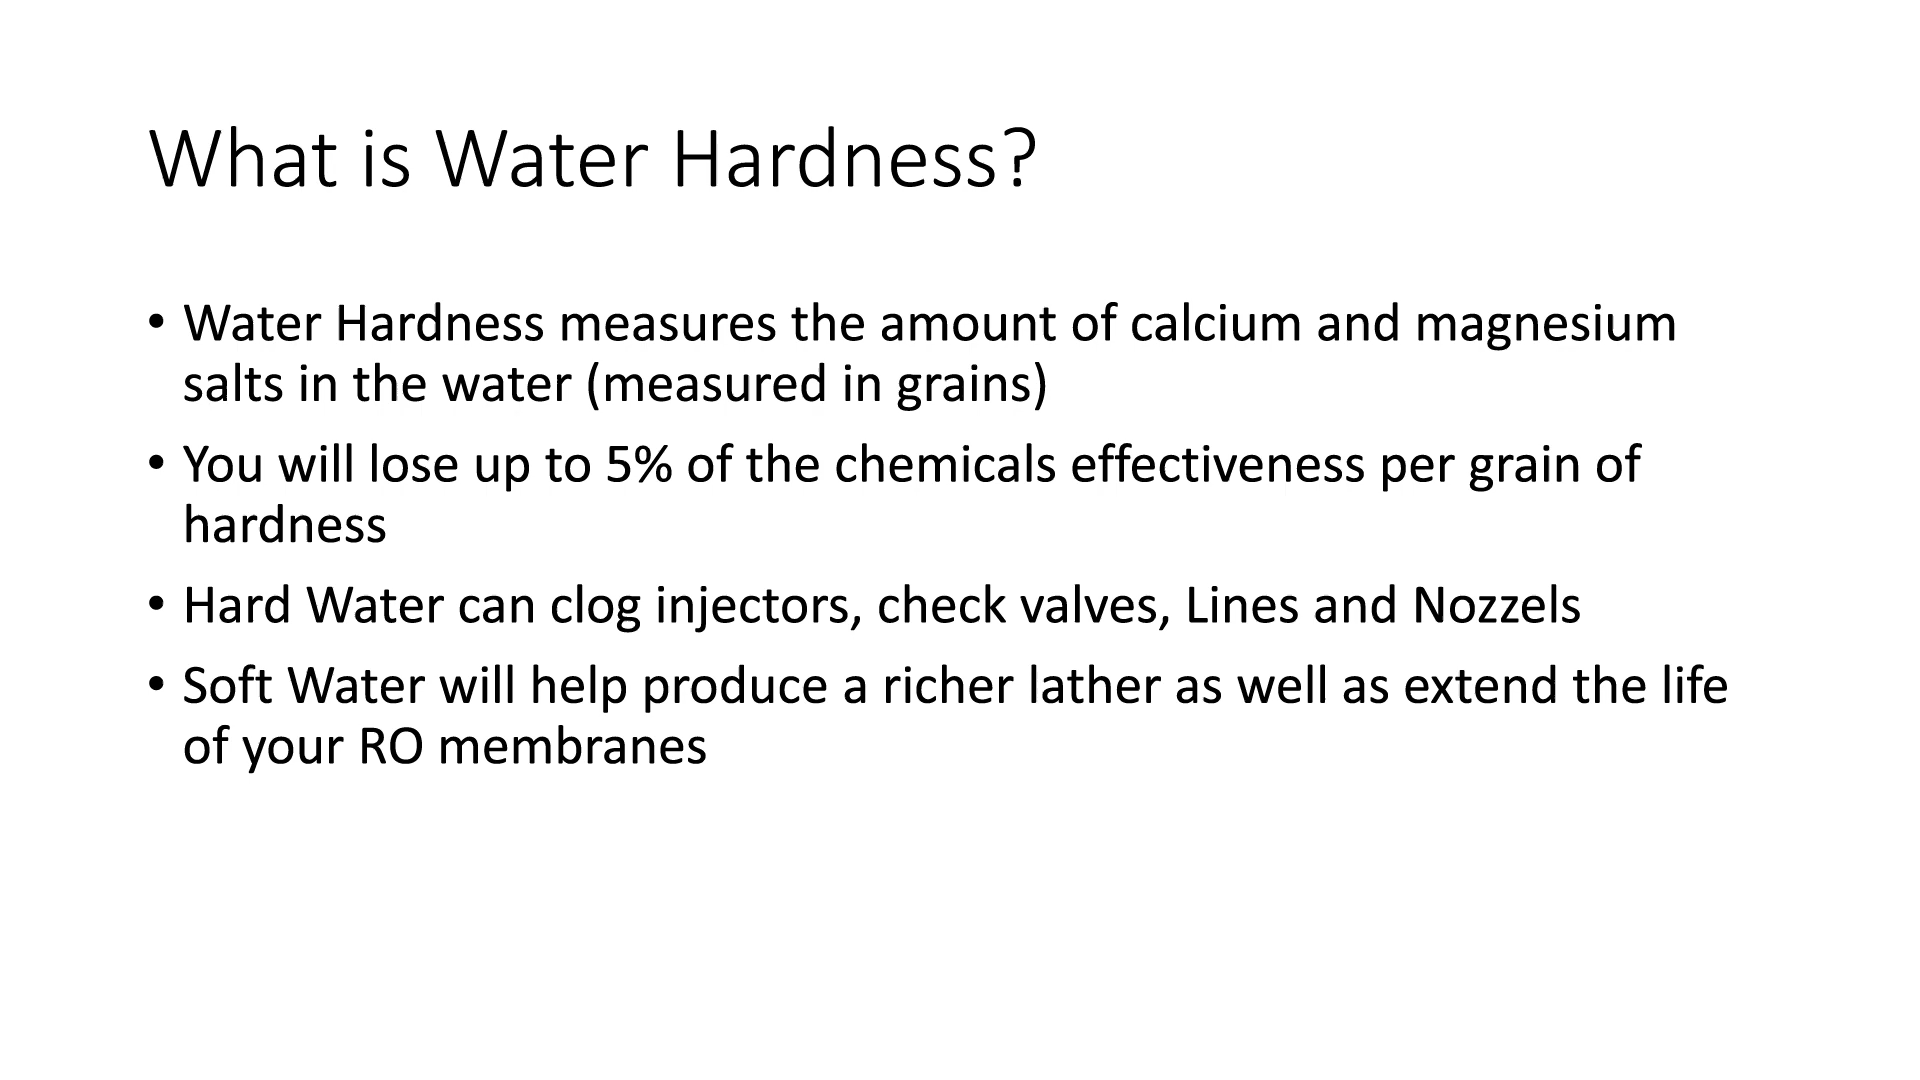 What is Water Hardness?
• Water Hardness measures the amount of calcium and magnesium
salts in the water (measured in grains)
• You will lose up to 5% of the chemicals effectiveness per grain of
hardness
• Hard Water can clog injectors, check valves, Lines and Nozzels
• Soft Water will help produce a richer lather as well as extend the life
of your RO membranes